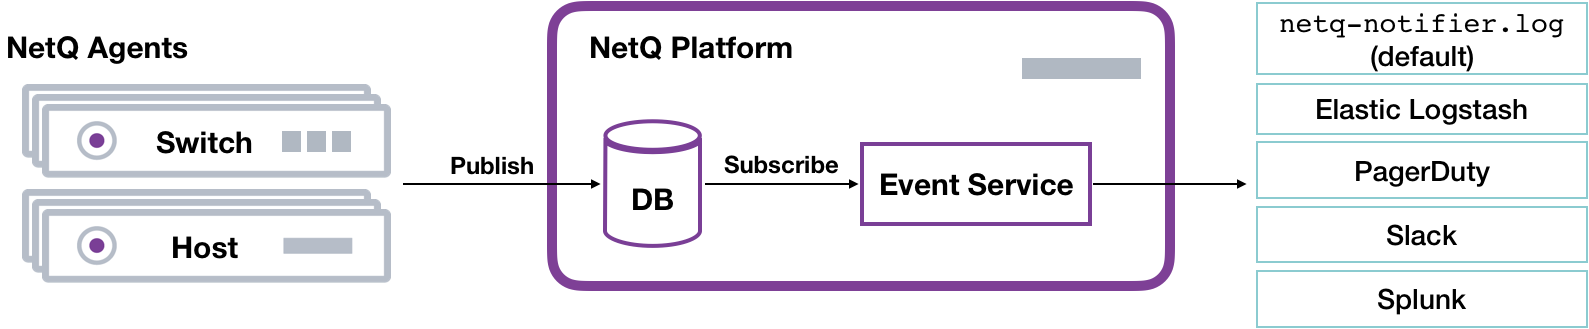 NetQ Agents
Switch
Host
Publish
NetQ Platform
DB
Subscribe
Event Service
netq-notifier.log
(default)
Elastic Logstash
PagerDuty
Slack
Splunk